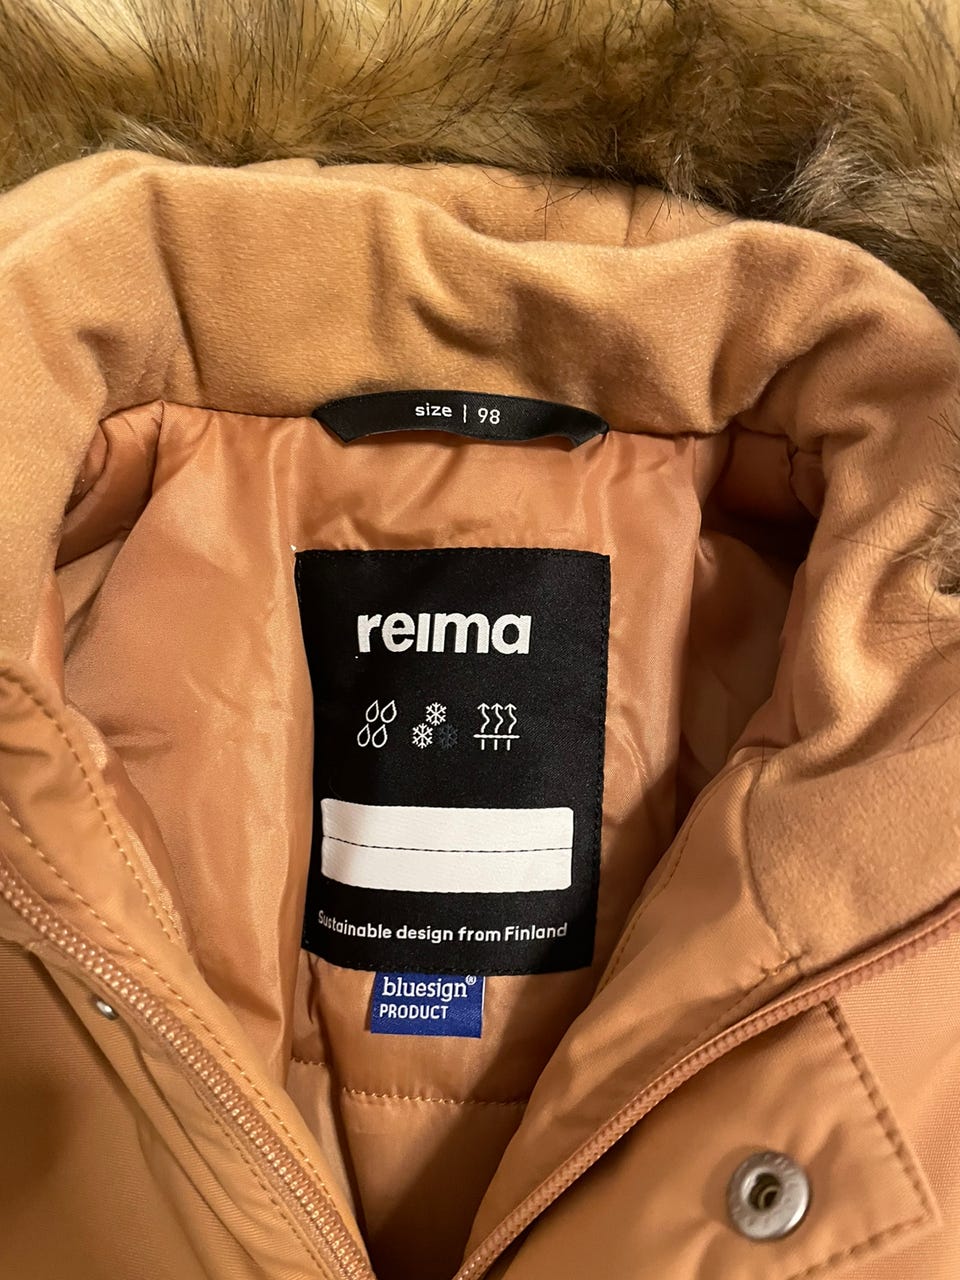 size | 98
reima
Sustainable design from Finland
bluesign®
PRODUCT